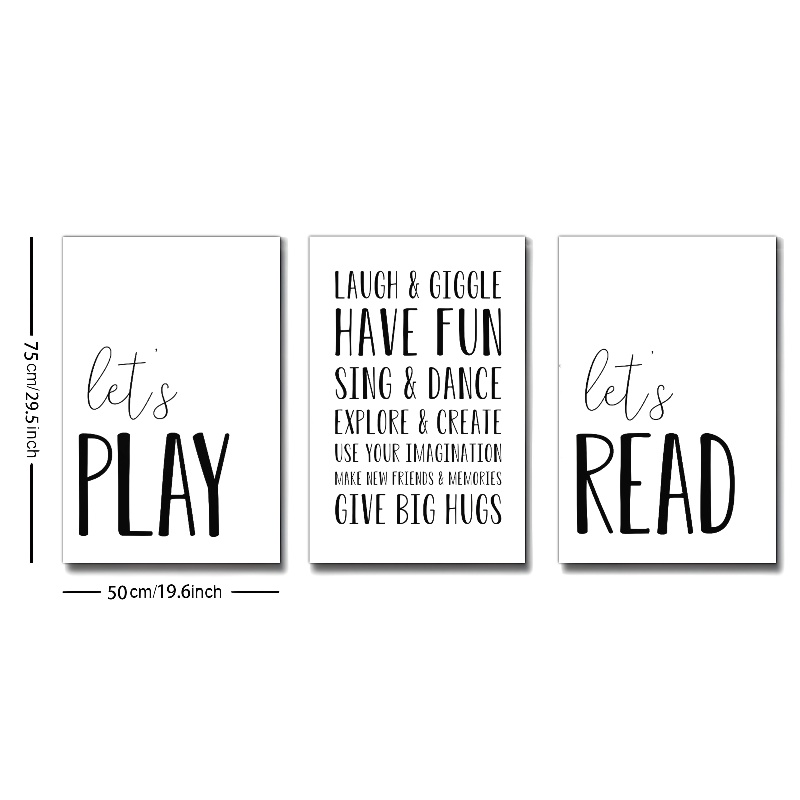 75cm/29.5inch
let's
PLAY
50cm/19.6inch
LAUGH & GIGGLE
HAVE FUN
SING & DANCE
EXPLORE & CREATE
USE YOUR IMAGINATION
MAKE NEW FRIENDS & MEMORIES
GIVE BIG HUGS
let's
READ